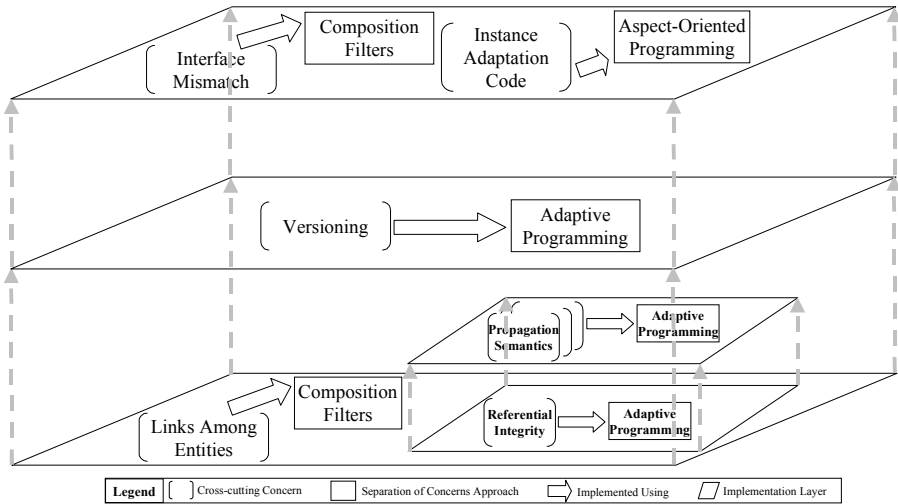 Interface
Mismatch
Composition
Filters
Instance
Adaptation
Code
Aspect-Oriented
Programming
Versioning
Adaptive
Programming
Propagation
Semantics
Adaptive
Programming
Links Among
Entities
Composition
Filters
Referential
Integrity
Adaptive
Programming
Legend
Cross-cutting Concern
Separation of Concerns Approach
Implemented Using
Implementation Layer